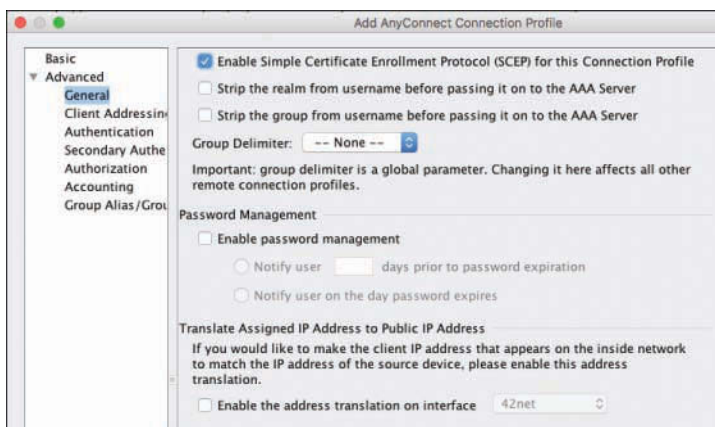 Add AnyConnect Connection Profile
Basic
Advanced
General
Client Addressin
Authentication
Secondary Authe
Authorization
Accounting
Group Alias/Grou
Enable Simple Certificate Enrollment Protocol (SCEP) for this Connection Profile
Strip the realm from username before passing it on to the AAA Server
Strip the group from username before passing it on to the AAA Server
Group Delimiter: -- None --
Important: group delimiter is a global parameter. Changing it here affects all other
remote connection profiles.
Password Management
Enable password management
Notify user days prior to password expiration
Notify user on the day password expires
Translate Assigned IP Address to Public IP Address
If you would like to make the client IP address that appears on the inside network
to match the IP address of the source device, please enable this address
translation.
Enable the address translation on interface 42net